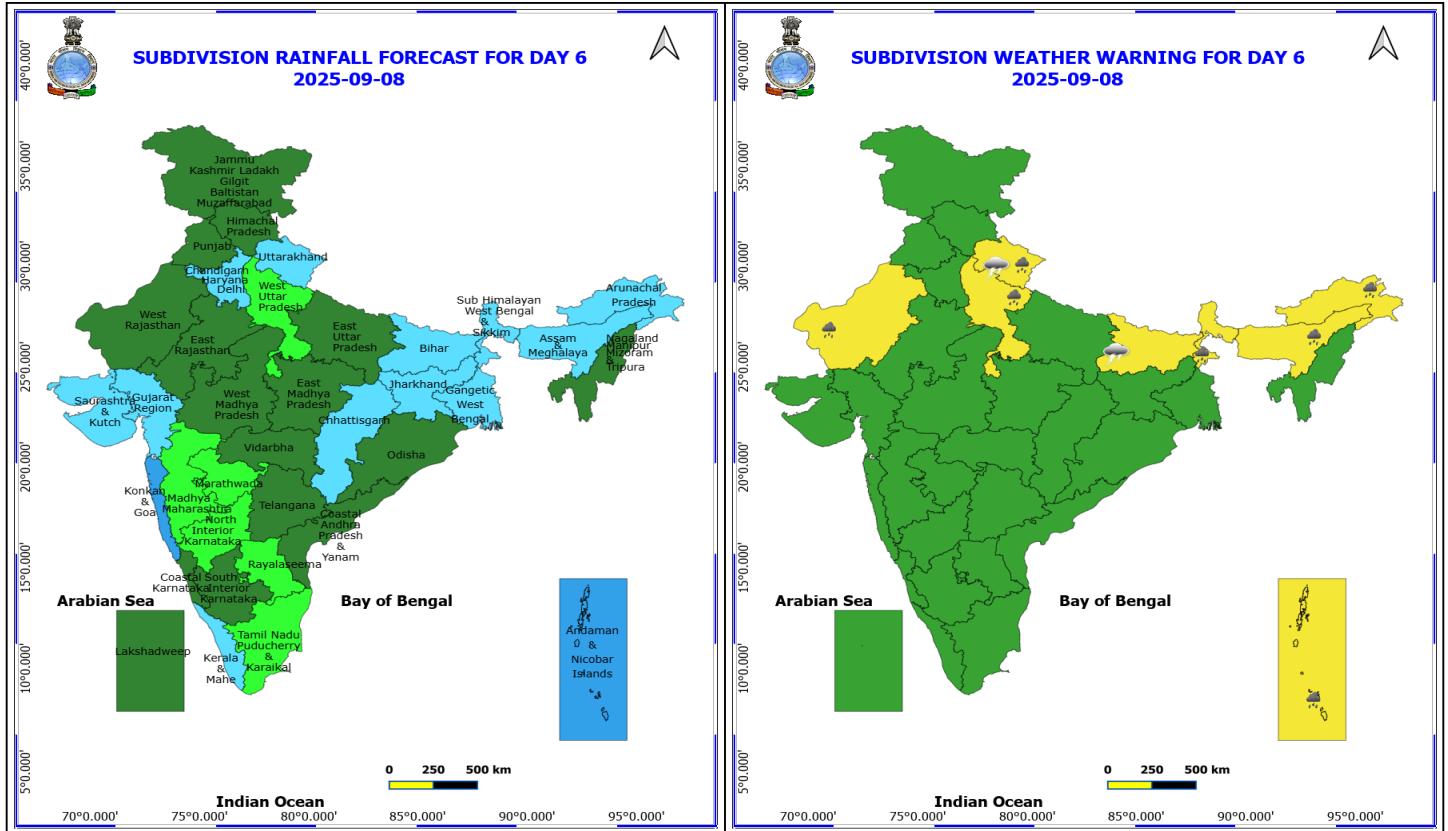 SUBDIVISION RAINFALL FORECAST FOR DAY 6
2025-09-08
40°0.000'
35°0.000'
30°0.000'
25°0.000'
20°0.000'
15°0.000'
10°0.000'
5°0.000'
Jammu
Kashmir Ladakh
Gilgit
Baltistan
Muzaffarabad
Himachal
Pradesh
Punjab
Uttarakhand
Chandigarh
Haryana
Delhi
West
Uttar
Pradesh
West
Rajasthan
East
Rajasthan
East
Uttar
Pradesh
Bihar
Sub Himalayan
West Bengal
&
Sikkim
Arunachal
Pradesh
Assam
&
Meghalaya
Nagaland
Manipur
Mizoram
&
Tripura
Jharkhand
Gangetic
West
Bengal
Saurashtra
&
Kutch
Gujarat
Region
West
Madhya
Pradesh
East
Madhya
Pradesh
Chhattisgarh
Vidarbha
Odisha
Konkan
&
Goa
Marathwada
Madhya
Maharashtra
North
Interior
Karnataka
Telangana
Coastal
Andhra
Pradesh
&
Yanam
Rayalaseema
Coastal
Karnataka
South
Interior
Karnataka
Arabian Sea
Bay of Bengal
Lakshadweep
Kerala
&
Mahe
Tamil Nadu
Puducherry
&
Karaikal
Andaman
&
Nicobar
Islands
0 250 500 km
Indian Ocean
70°0.000' 75°0.000' 80°0.000' 85°0.000' 90°0.000' 95°0.000'
SUBDIVISION WEATHER WARNING FOR DAY 6
2025-09-08
40°0.000'
35°0.000'
30°0.000'
25°0.000'
20°0.000'
15°0.000'
10°0.000'
5°0.000'
Arabian Sea
Bay of Bengal
0 250 500 km
Indian Ocean
70°0.000' 75°0.000' 80°0.000' 85°0.000' 90°0.000' 95°0.000'